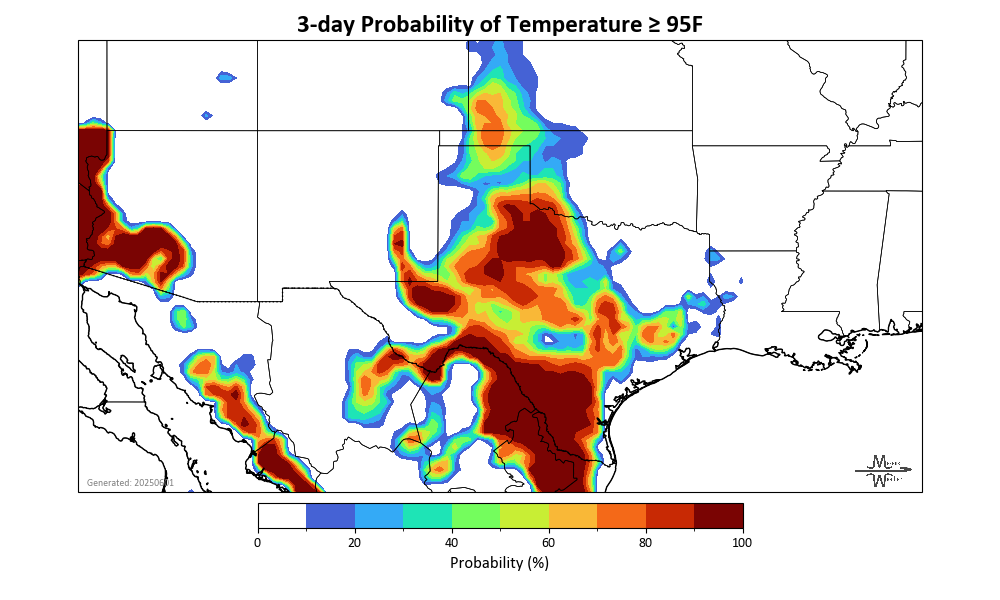 3-day Probability of Temperature ≥ 95F
Generated: 20250601
0 20 40 60 80 100
Probability (%)